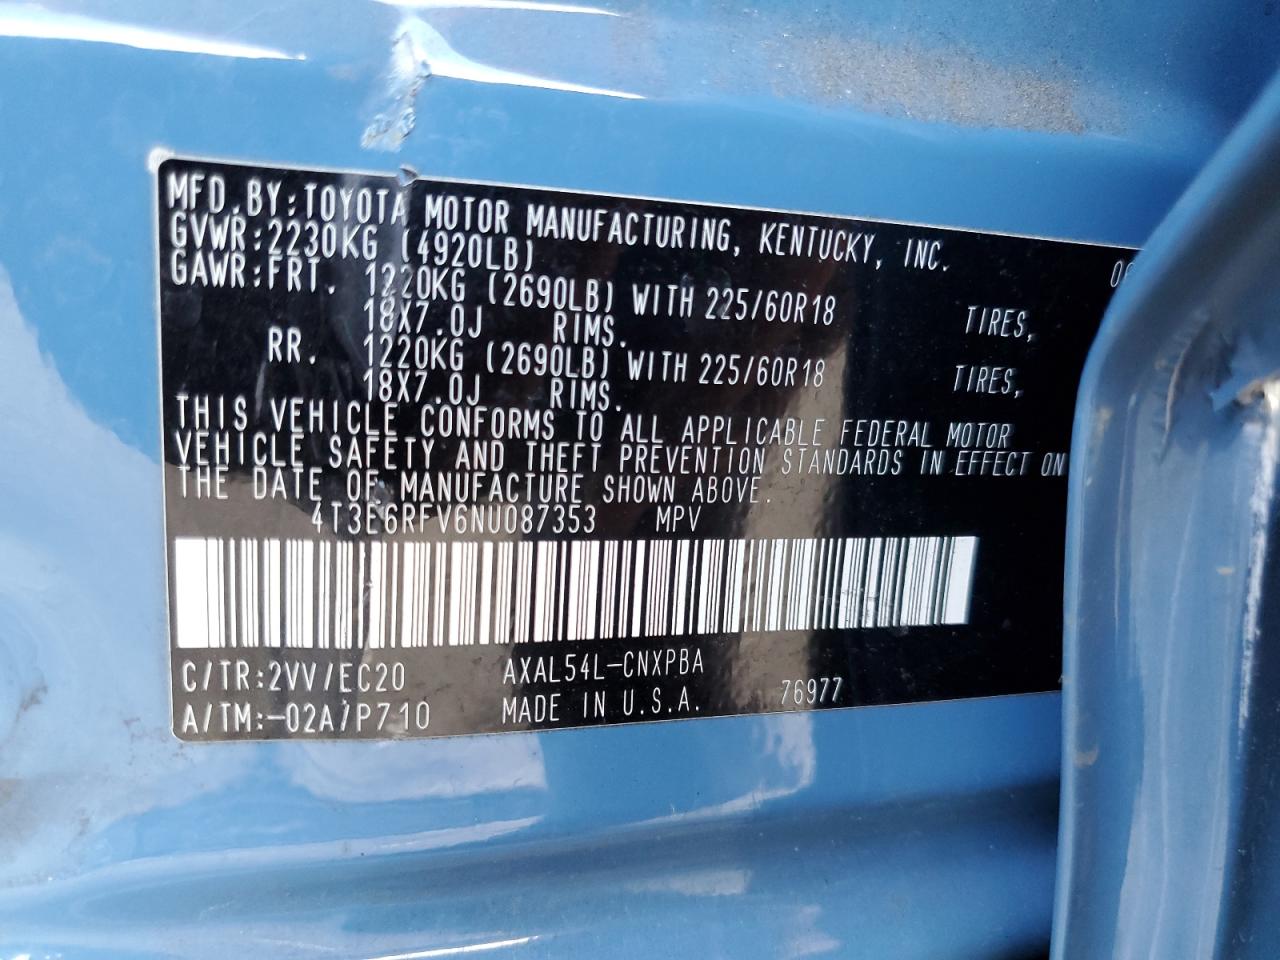 MFD.BY:TOYOTA MOTOR MANUFACTURING, KENTUCKY, INC.
GVWR:2230KG (4920LB)
GAWR:FRT. 1220KG (2690LB) WITH 225/60R18 TIRES,
18X7.0J RIMS.
RR. 1220KG (2690LB) WITH 225/60R18 TIRES,
18X7.0J RIMS.
THIS VEHICLE CONFORMS TO ALL APPLICABLE FEDERAL MOTOR
VEHICLE SAFETY AND THEFT PREVENTION STANDARDS IN EFFECT ON
THE DATE OF MANUFACTURE SHOWN ABOVE.
4T3E6RFV6NU087353 MPV
C/TR:2VV/EC20 AXAL54L-CNXPBA
A/TM:-02A/P710 MADE IN U.S.A. 76977